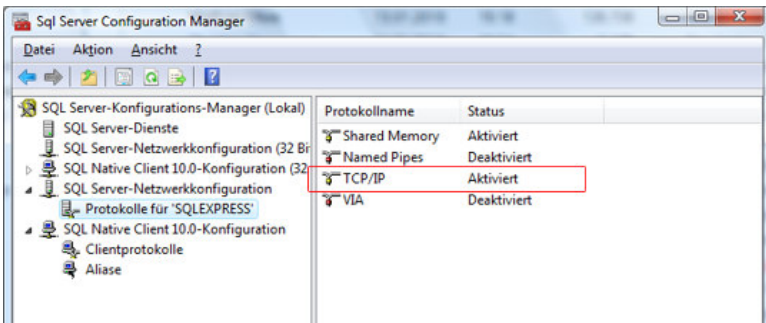 Sql Server Configuration Manager
Datei Aktion Ansicht ?
SQL Server-Konfigurations-Manager (Lokal)
SQL Server-Dienste
SQL Server-Netzwerkkonfiguration (32 Bi
SQL Native Client 10.0-Konfiguration (32
SQL Server-Netzwerkkonfiguration
Protokolle für 'SQLEXPRESS'
SQL Native Client 10.0-Konfiguration
Clientprotokolle
Aliase
Protokollname Status
Shared Memory Aktiviert
Named Pipes Deaktiviert
TCP/IP Aktiviert
VIA Deaktiviert